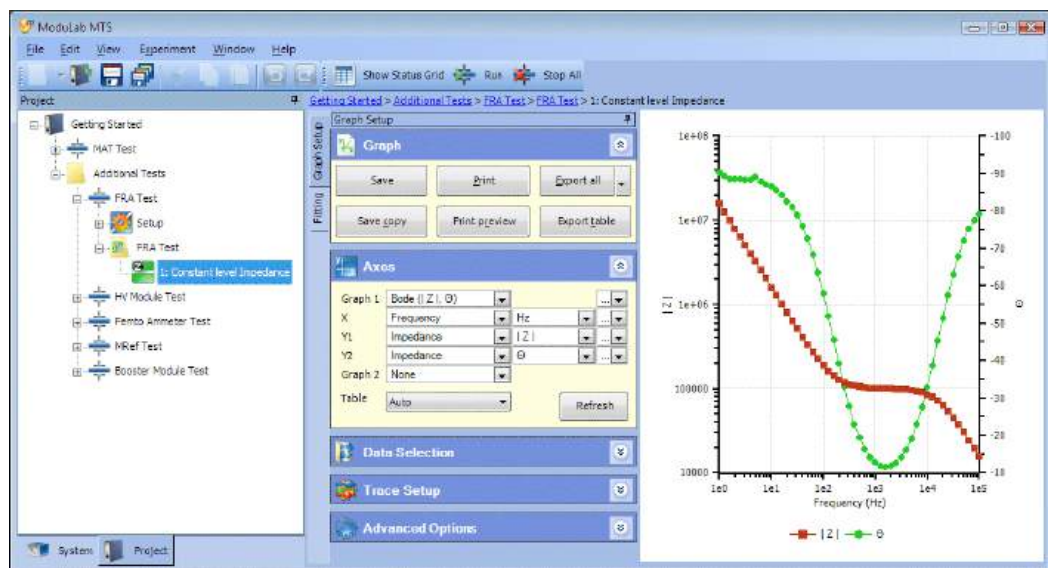 ModuLab MTS
File Edit View Experiment Window Help
Show Status Grid Run Stop All
Project
Getting Started > Additional Tests > FRA Test > FRA Test > 1: Constant level Impedance
Getting Started
MAT Test
Additional Tests
FRA Test
Setup
FRA Test
1: Constant level Impedance
HV Module Test
Femto Ammeter Test
MRef Test
Booster Module Test
System Project
Graph Setup
Fitting
Graph Setup
Graph
Save Print Export all
Save copy Print preview Export table
Axes
Graph 1 Bode (|Z|, Θ) ...
X Frequency Hz ...
Y1 Impedance |Z| ...
Y2 Impedance Θ ...
Graph 2 None
Table Auto Refresh
Data Selection
Trace Setup
Advanced Options
|Z|
1e+08
1e+07
1e+06
100000
10000
-100
-90
-80
-70
-60
-50
-40
-30
-20
-10
Θ
1e0 1e1 1e2 1e3 1e4 1e5
Frequency (Hz)
|Z| Θ